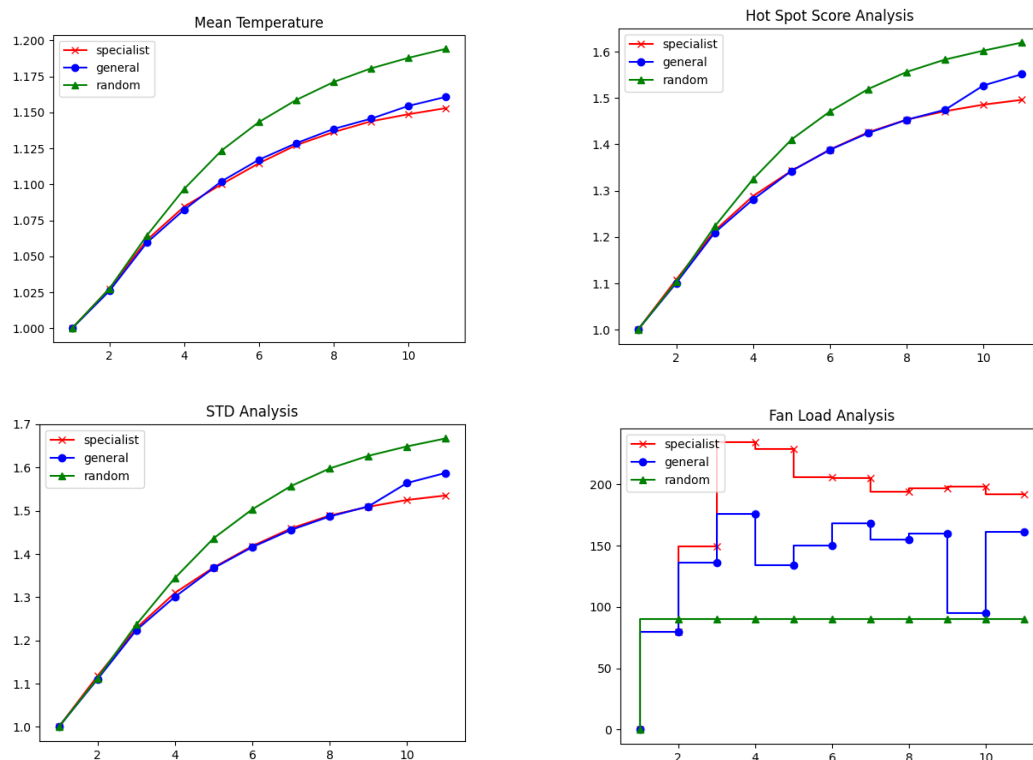 Mean Temperature
1.200
1.175
1.150
1.125
1.100
1.075
1.050
1.025
1.000
specialist
general
random
2 4 6 8 10
Hot Spot Score Analysis
1.6
1.5
1.4
1.3
1.2
1.1
1.0
specialist
general
random
2 4 6 8 10
STD Analysis
1.7
1.6
1.5
1.4
1.3
1.2
1.1
1.0
specialist
general
random
2 4 6 8 10
Fan Load Analysis
200
150
100
50
0
specialist
general
random
2 4 6 8 10